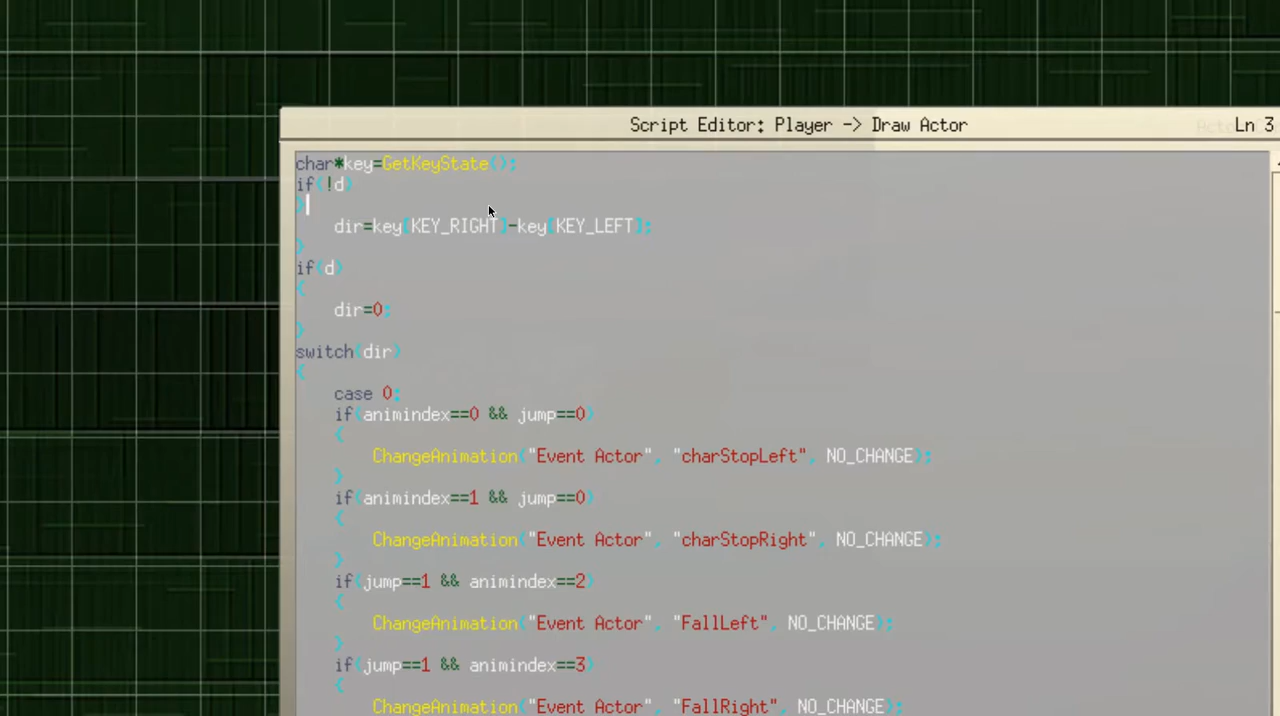 Script Editor: Player -> Draw Actor
Ln 3
char*key=GetKeyState();
if(!d)
{
dir=key[KEY_RIGHT]-key[KEY_LEFT];
}
if(d)
{
dir=0;
}
switch(dir)
{
case 0:
if(animindex==0 && jump==0)
{
ChangeAnimation("Event Actor", "charStopLeft", NO_CHANGE);
}
if(animindex==1 && jump==0)
{
ChangeAnimation("Event Actor", "charStopRight", NO_CHANGE);
}
if(jump==1 && animindex==2)
{
ChangeAnimation("Event Actor", "FallLeft", NO_CHANGE);
}
if(jump==1 && animindex==3)
{
ChangeAnimation("Event Actor", "FallRight", NO_CHANGE);